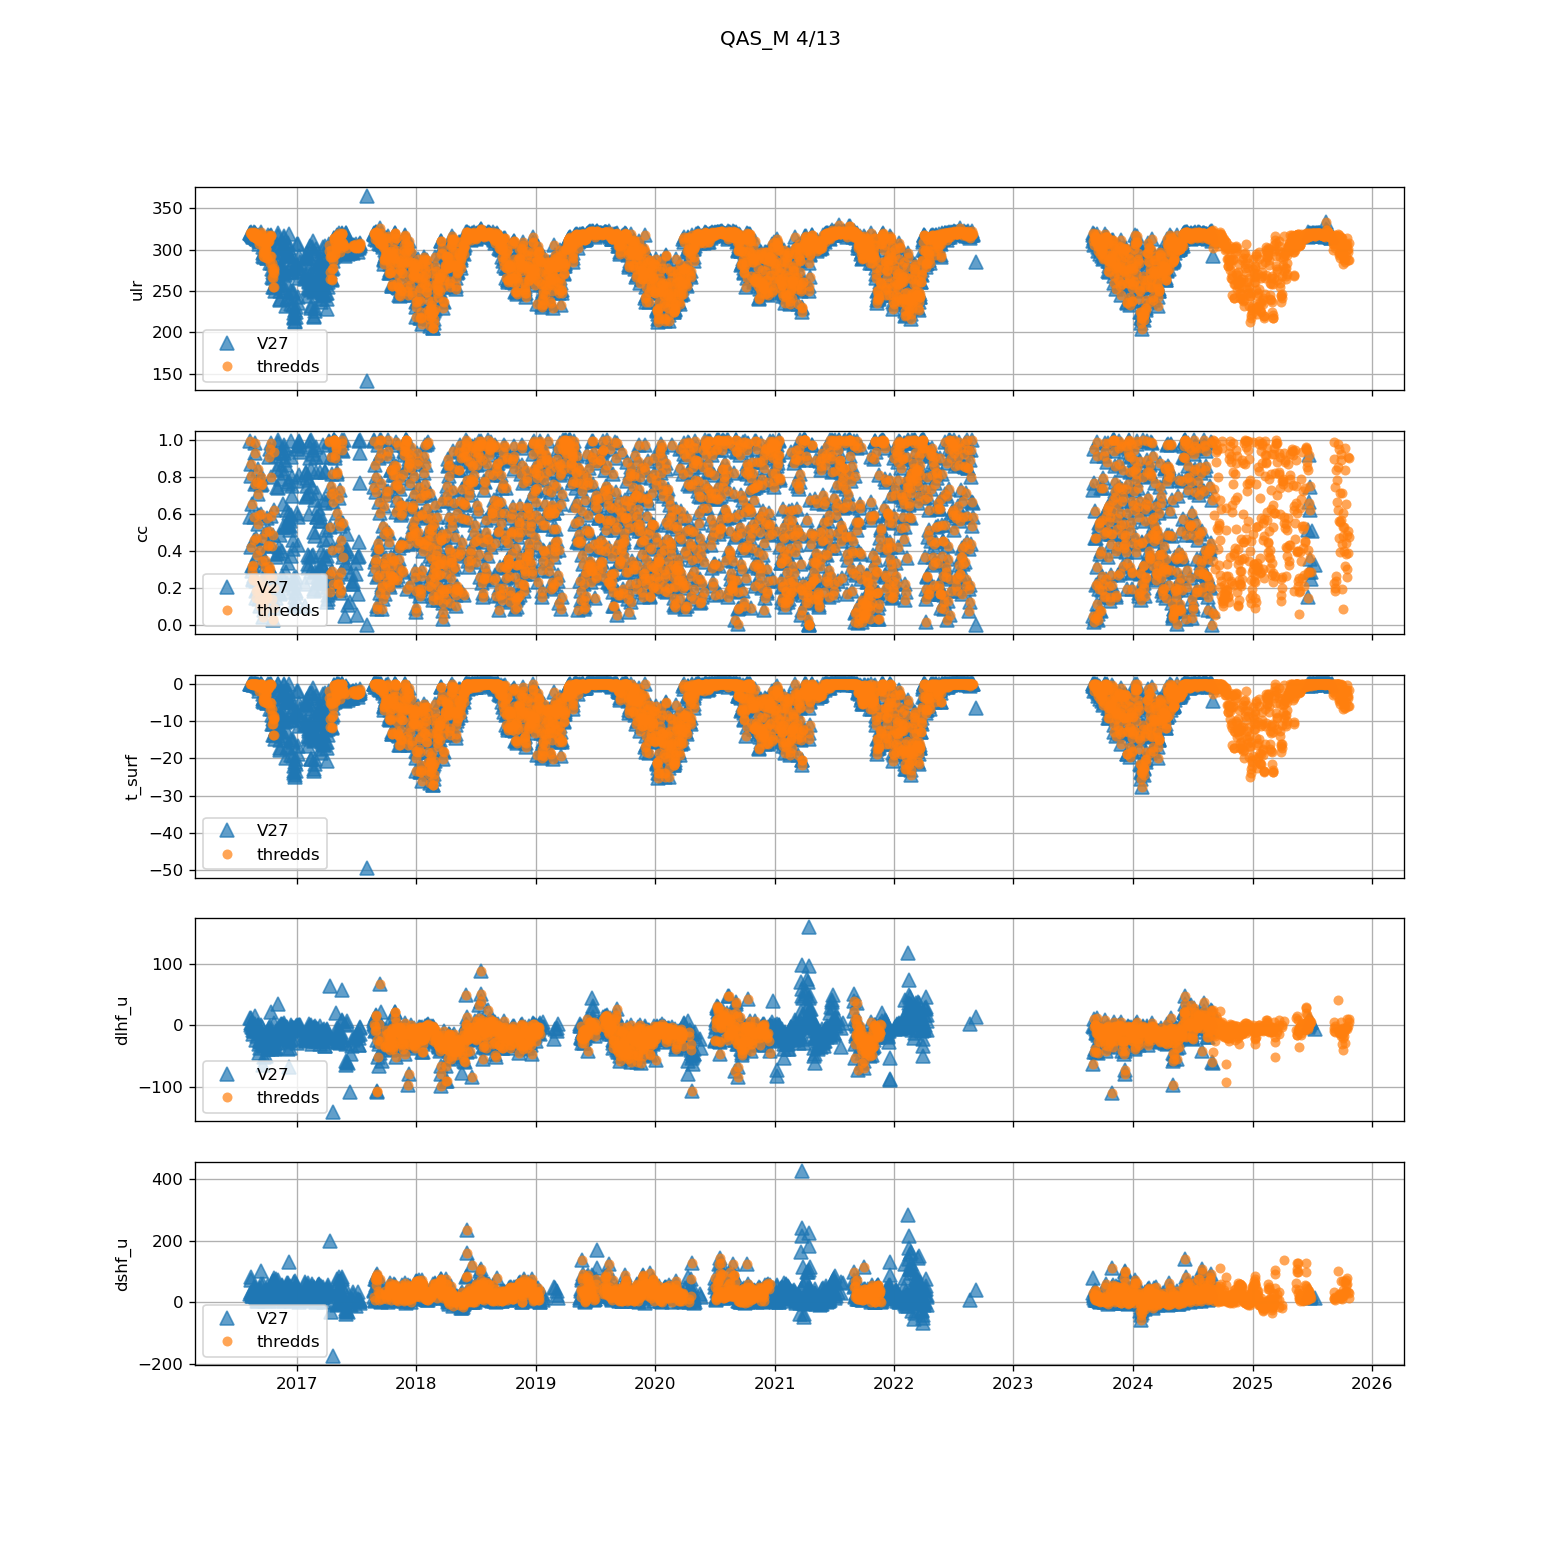 QAS_M 4/13
350
300
250
200
150
ulr
V27
thredds
1.0
0.8
0.6
0.4
0.2
0.0
cc
V27
thredds
0
−10
−20
−30
−40
−50
t_surf
V27
thredds
100
0
−100
dlhf_u
V27
thredds
400
200
0
−200
dshf_u
V27
thredds
2017 2018 2019 2020 2021 2022 2023 2024 2025 2026